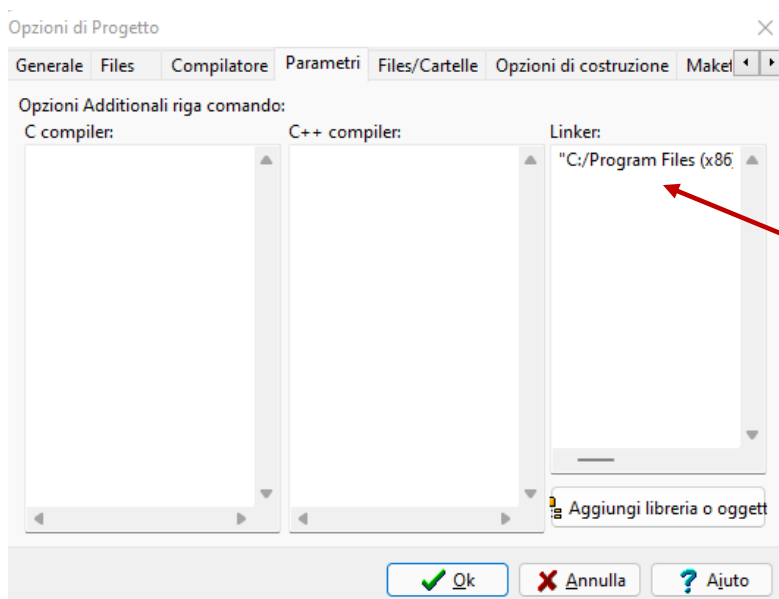 Opzioni di Progetto
Generale Files Compilatore Parametri Files/Cartelle Opzioni di costruzione Makef
Opzioni Additionali riga comando:
C compiler: C++ compiler: Linker:
"C:/Program Files (x86)
Aggiungi libreria o oggett
Ok Annulla Aiuto